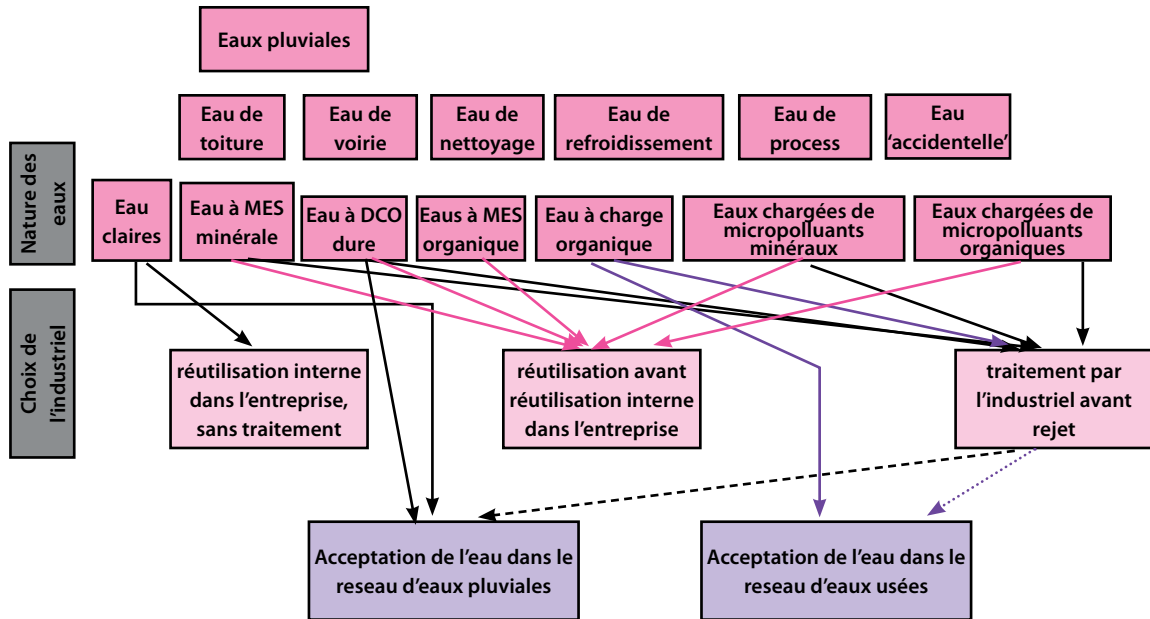 Eaux pluviales
Eau de
toiture
Eau de
voirie
Eau de
nettoyage
Eau de
refroidissement
Eau de
process
Eau
‘accidentelle’
Nature des
eaux
Eau
claires
Eau à MES
minérale
Eau à DCO
dure
Eaus à MES
organique
Eau à charge
organique
Eaux chargées de
micropolluants
minéraux
Eaux chargées de
micropolluants
organiques
Choix de
l’industriel
réutilisation interne
dans l’entreprise,
sans traitement
réutilisation avant
réutilisation interne
dans l’entreprise
traitement par
l’industriel avant
rejet
Acceptation de l’eau dans le
reseau d’eaux pluviales
Acceptation de l’eau dans le
reseau d’eaux usées